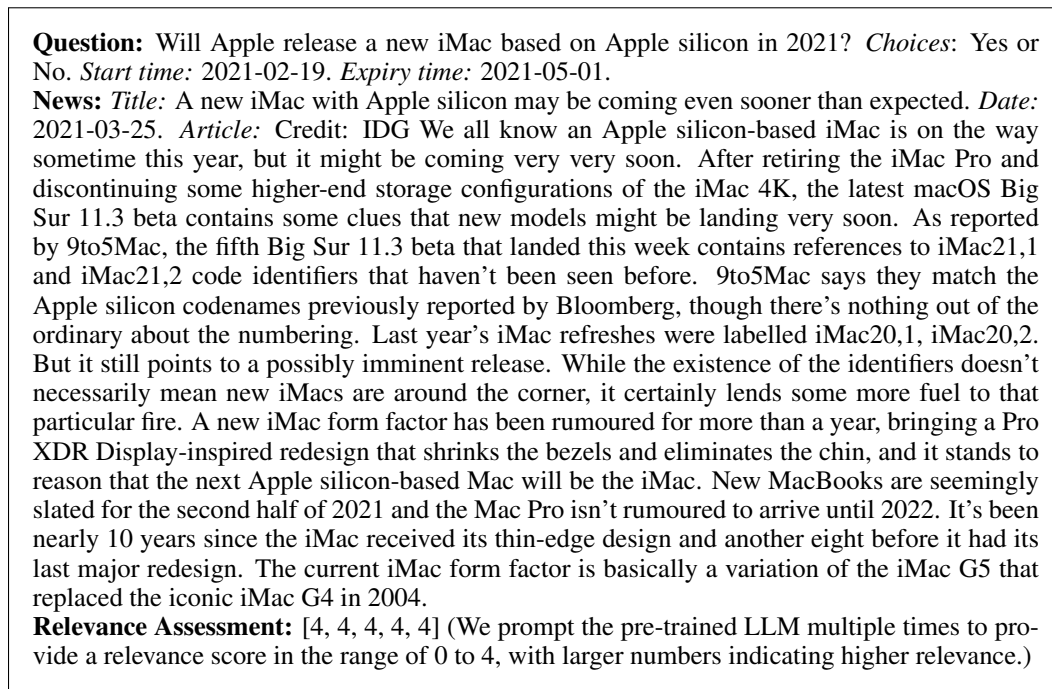 Question: Will Apple release a new iMac based on Apple silicon in 2021? Choices: Yes or
No. Start time: 2021-02-19. Expiry time: 2021-05-01.
News: Title: A new iMac with Apple silicon may be coming even sooner than expected. Date:
2021-03-25. Article: Credit: IDG We all know an Apple silicon-based iMac is on the way
sometime this year, but it might be coming very very soon. After retiring the iMac Pro and
discontinuing some higher-end storage configurations of the iMac 4K, the latest macOS Big
Sur 11.3 beta contains some clues that new models might be landing very soon. As reported
by 9to5Mac, the fifth Big Sur 11.3 beta that landed this week contains references to iMac21,1
and iMac21,2 code identifiers that haven't been seen before. 9to5Mac says they match the
Apple silicon codenames previously reported by Bloomberg, though there's nothing out of the
ordinary about the numbering. Last year's iMac refreshes were labelled iMac20,1, iMac20,2.
But it still points to a possibly imminent release. While the existence of the identifiers doesn't
necessarily mean new iMacs are around the corner, it certainly lends some more fuel to that
particular fire. A new iMac form factor has been rumoured for more than a year, bringing a Pro
XDR Display-inspired redesign that shrinks the bezels and eliminates the chin, and it stands to
reason that the next Apple silicon-based Mac will be the iMac. New MacBooks are seemingly
slated for the second half of 2021 and the Mac Pro isn't rumoured to arrive until 2022. It's been
nearly 10 years since the iMac received its thin-edge design and another eight before it had its
last major redesign. The current iMac form factor is basically a variation of the iMac G5 that
replaced the iconic iMac G4 in 2004.
Relevance Assessment: [4, 4, 4, 4, 4] (We prompt the pre-trained LLM multiple times to pro-
vide a relevance score in the range of 0 to 4, with larger numbers indicating higher relevance.)